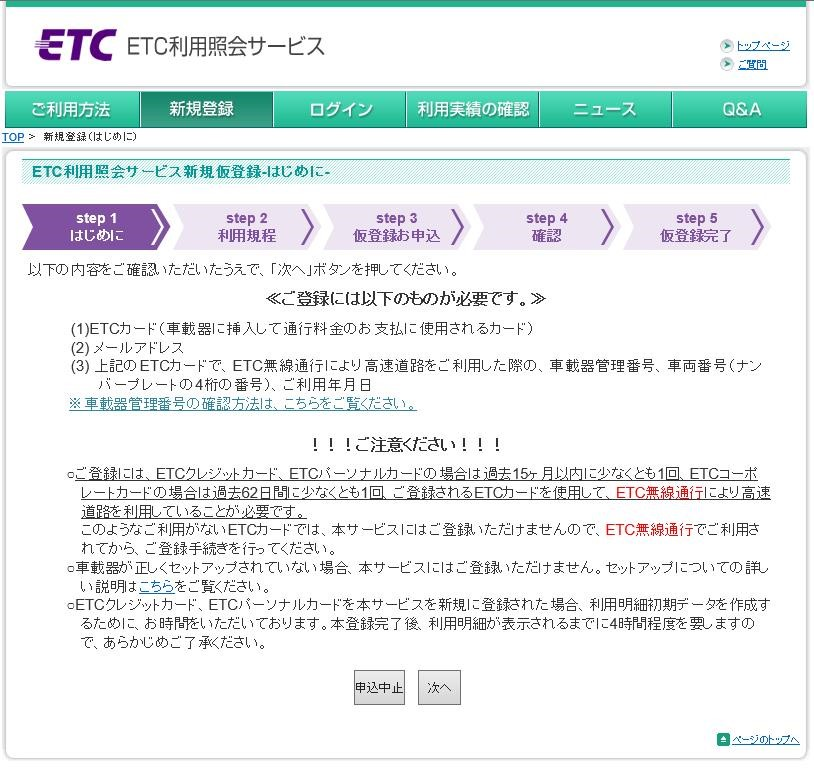 ETC ETC利用照会サービス
トップページ
ご質問
ご利用方法 新規登録 ログイン 利用実績の確認 ニュース Q&A
TOP > 新規登録(はじめに)
ETC利用照会サービス新規仮登録-はじめに-
step 1 step 2 step 3 step 4 step 5
はじめに 利用規程 仮登録お申込 確認 仮登録完了
以下の内容をご確認いただいたうえで、「次へ」ボタンを押してください。
≪ご登録には以下のものが必要です。≫
(1)ETCカード(車載器に挿入して通行料金のお支払に使用されるカード)
(2)メールアドレス
(3) 上記のETCカードで、ETC無線通行により高速道路をご利用した際の、車載器管理番号、車両番号(ナン
バープレートの4桁の番号)、ご利用年月日
※車載器管理番号の確認方法は、こちらをご覧ください。
！！！ご注意ください！！！
○ご登録には、ETCクレジットカード、ETCパーソナルカードの場合は過去15ヶ月以内に少なくとも1回、ETCコーポ
レートカードの場合は過去62日間に少なくとも1回、ご登録されるETCカードを使用して、ETC無線通行により高速
道路を利用していることが必要です。
このようなご利用がないETCカードでは、本サービスにはご登録いただけませんので、ETC無線通行でご利用さ
れてから、ご登録手続きを行ってください。
○車載器が正しくセットアップされていない場合、本サービスにはご登録いただけません。セットアップについての詳し
い説明はこちらをご覧ください。
○ETCクレジットカード、ETCパーソナルカードを本サービスを新規に登録された場合、利用明細初期データを作成す
るために、お時間をいただいております。本登録完了後、利用明細が表示されるまでに4時間程度を要しますの
で、あらかじめご了承ください。
申込中止 次へ
ページのトップへ